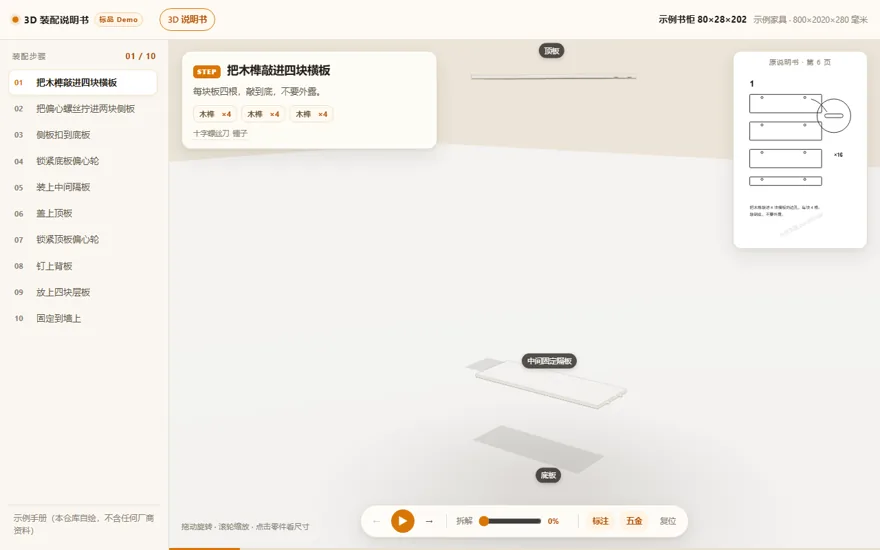 3D 装配说明书 标品 Demo 3D 说明书 示例书柜 80×28×202 示例家具 · 800×2020×280 毫米
装配步骤 01 / 10
01 把木榫敲进四块横板
02 把偏心螺丝拧进两块侧板
03 侧板扣到底板
04 锁紧底板偏心轮
05 装上中间隔板
06 盖上顶板
07 锁紧顶板偏心轮
08 钉上背板
09 放上四块层板
10 固定到墙上
示例手册（本仓库自绘，不含任何厂商
资料）
STEP 把木榫敲进四块横板
每块板四根，敲到底，不要外露。
木榫 ×4 木榫 ×4 木榫 ×4
十字螺丝刀 锤子
顶板
中间固定隔板
底板
原说明书 · 第 6 页
1
×16
拖动旋转 · 滚轮缩放 · 点击零件看尺寸
← → 拆解 0% 标注 五金 复位